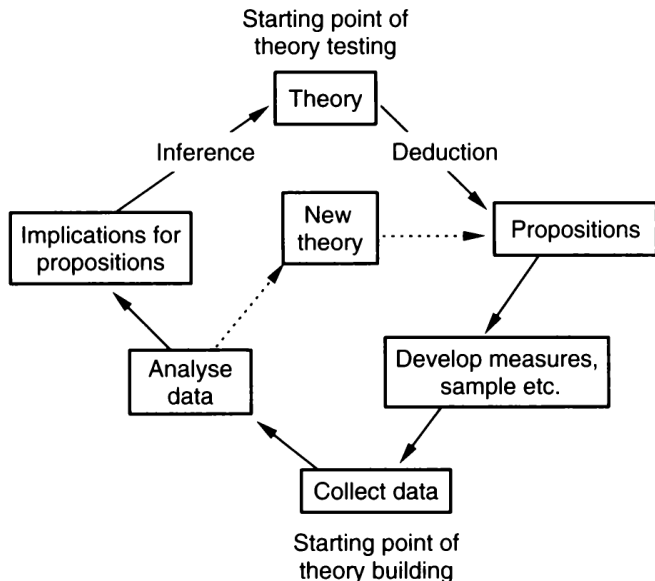 Starting point of
theory testing
Theory
Inference
Deduction
New
theory
Implications for
propositions
Propositions
Analyse
data
Develop measures,
sample etc.
Collect data
Starting point of
theory building